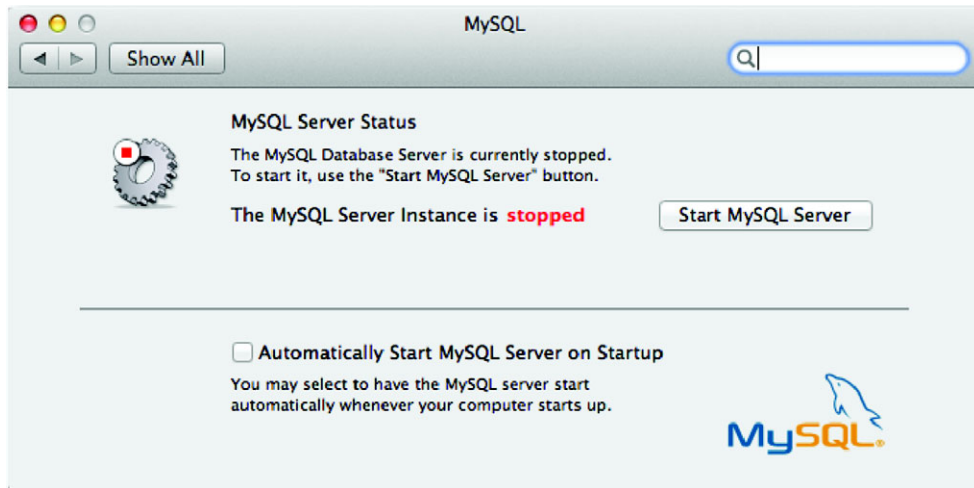 MySQL
Show All
MySQL Server Status
The MySQL Database Server is currently stopped.
To start it, use the "Start MySQL Server" button.
The MySQL Server Instance is stopped
Start MySQL Server
Automatically Start MySQL Server on Startup
You may select to have the MySQL server start
automatically whenever your computer starts up.
MySQL®